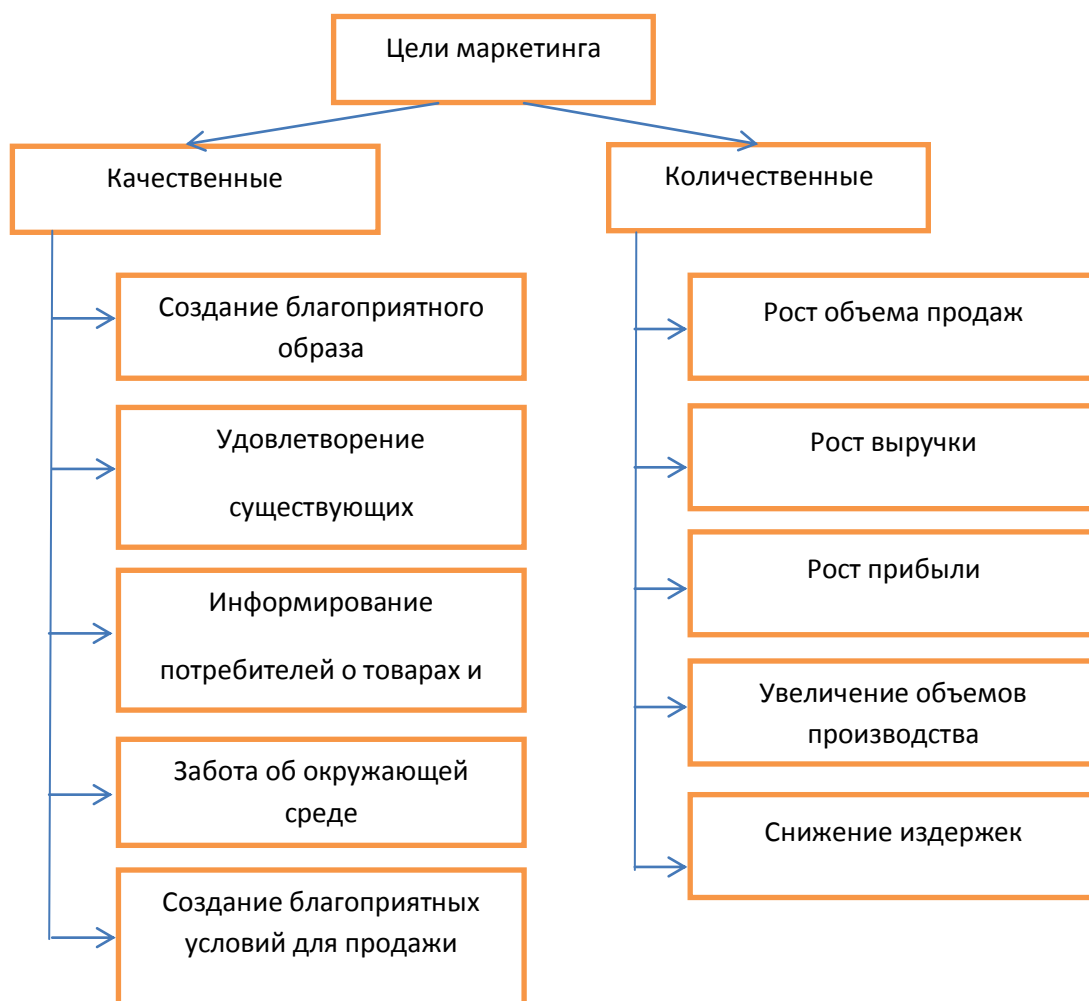 Цели маркетинга
Качественные
Количественные
Создание благоприятного
образа
Удовлетворение
существующих
Информирование
потребителей о товарах и
Забота об окружающей
среде
Создание благоприятных
условий для продажи
Рост объема продаж
Рост выручки
Рост прибыли
Увеличение объемов
производства
Снижение издержек